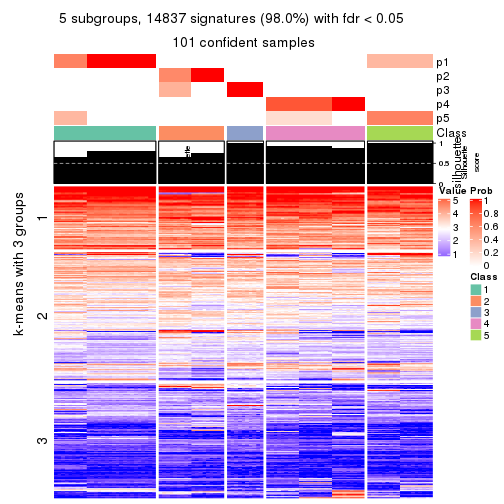 5 subgroups, 14837 signatures (98.0%) with fdr < 0.05
101 confident samples
p1
p2
p3
p4
p5
Class
1
0.5
0
silhouette
Silhouette
score
k-means with 3 groups
1
2
3
Value
5
4
3
2
1
Prob
1
0.8
0.6
0.4
0.2
0
Class
1
2
3
4
5